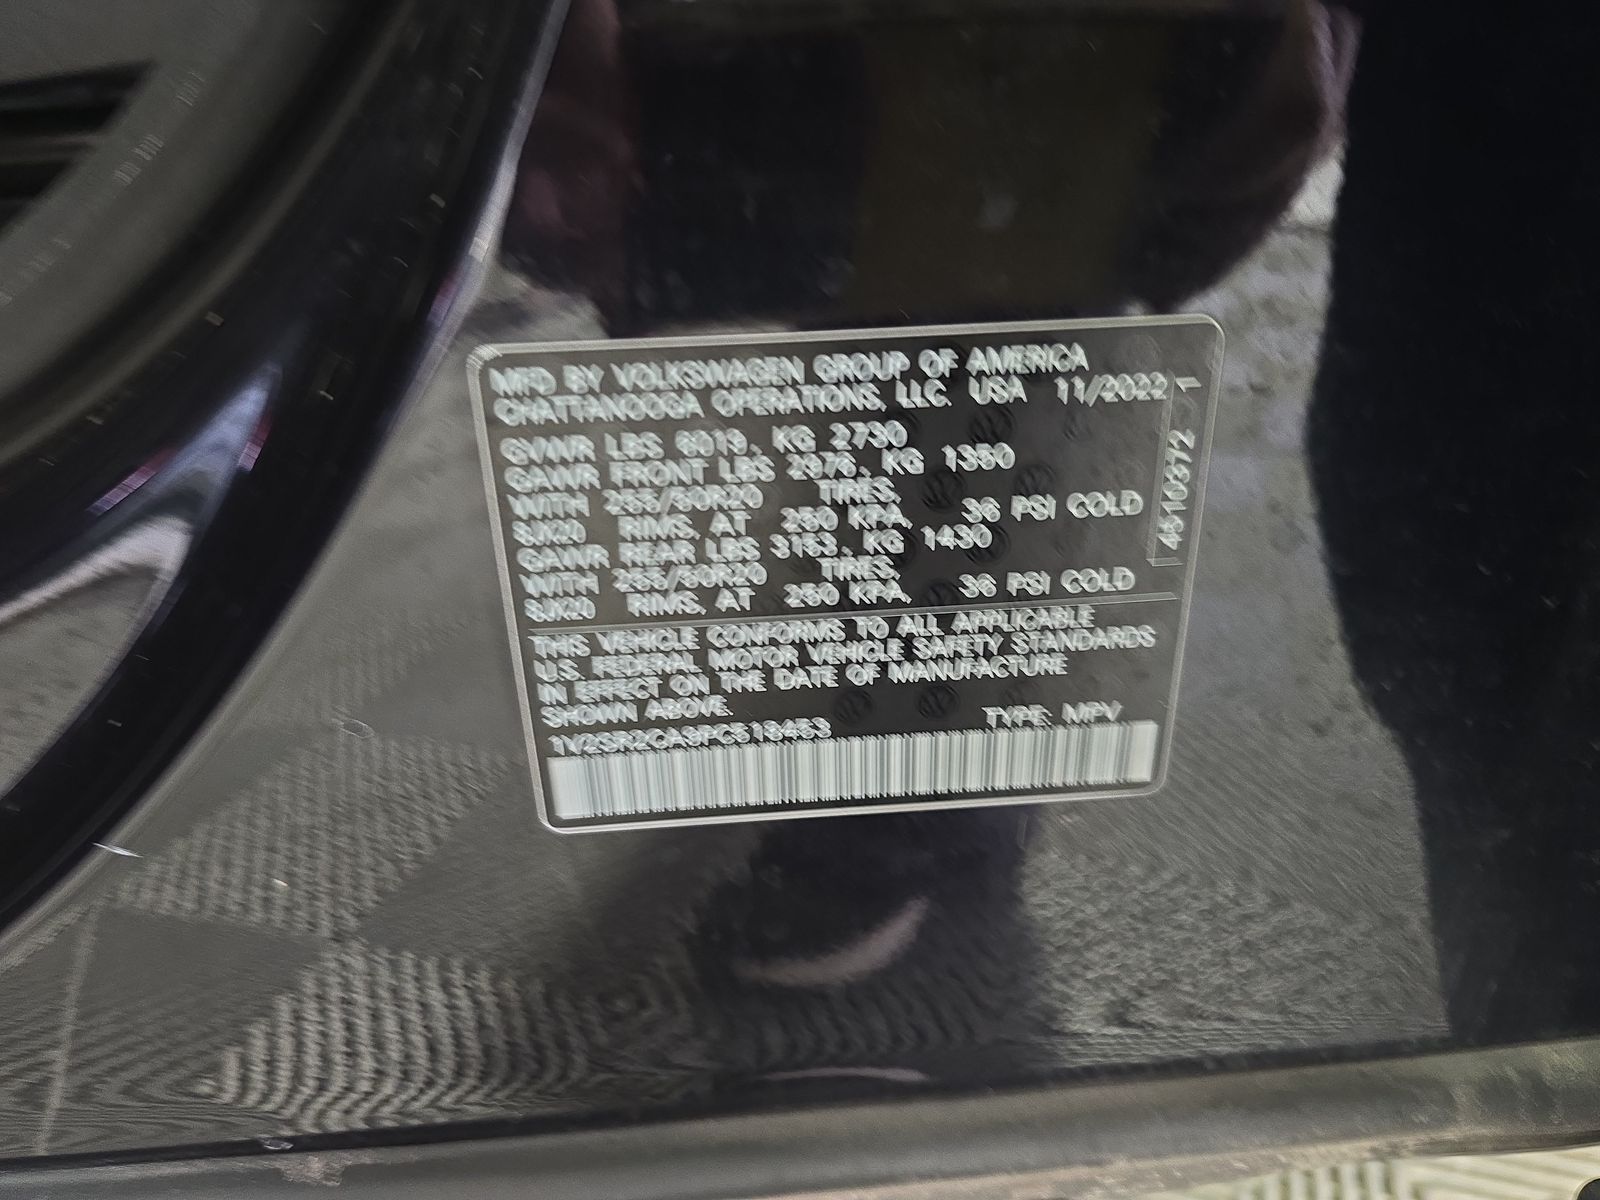 MFD BY VOLKSWAGEN GROUP OF AMERICA
CHATTANOOGA OPERATIONS, LLC. USA 11/2022
GVWR LBS 6019, KG 2730
GAWR FRONT LBS 2976, KG 1350
WITH 255/50R20 TIRES,
8JX20 RIMS, AT 250 KPA, 36 PSI COLD
GAWR REAR LBS 3153, KG 1430
WITH 255/50R20 TIRES,
8JX20 RIMS, AT 250 KPA, 36 PSI COLD
THIS VEHICLE CONFORMS TO ALL APPLICABLE
U.S. FEDERAL MOTOR VEHICLE SAFETY STANDARDS
IN EFFECT ON THE DATE OF MANUFACTURE
SHOWN ABOVE.
TYPE: MPV